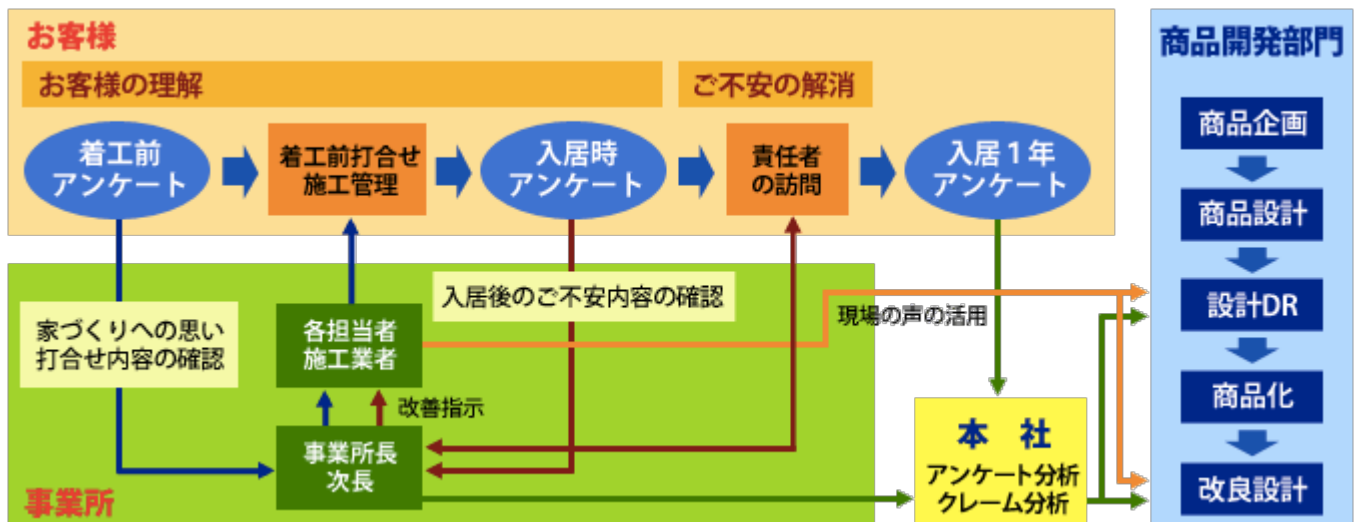 お客様
お客様の理解
ご不安の解消
着工前
アンケート
着工前打合せ
施工管理
入居時
アンケート
責任者
の訪問
入居1年
アンケート
家づくりへの思い
打合せ内容の確認
各担当者
施工業者
入居後のご不安内容の確認
現場の声の活用
改善指示
事業所長
次長
事業所
本 社
アンケート分析
クレーム分析
商品開発部門
商品企画
商品設計
設計DR
商品化
改良設計